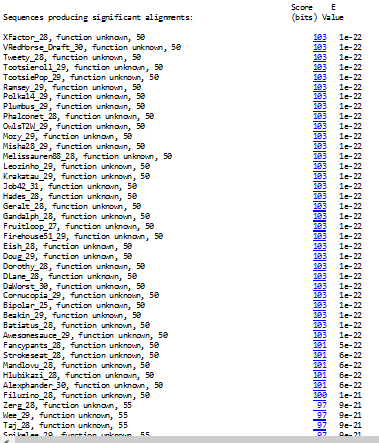 Score E
Sequences producing significant alignments: (bits) Value
XFactor_28, function unknown, 50 103 1e-22
VRedHorse_Draft_30, function unknown, 50 103 1e-22
Tweety_28, function unknown, 50 103 1e-22
Tootsieroll_29, function unknown, 50 103 1e-22
TootsiePop_29, function unknown, 50 103 1e-22
Ramsey_29, function unknown, 50 103 1e-22
Polka14_29, function unknown, 50 103 1e-22
Plumbus_29, function unknown, 50 103 1e-22
Phalconet_28, function unknown, 50 103 1e-22
OwlsT2W_29, function unknown, 50 103 1e-22
Mozy_29, function unknown, 50 103 1e-22
Misha28_29, function unknown, 50 103 1e-22
Melissauren88_28, function unknown, 50 103 1e-22
Leozinho_29, function unknown, 50 103 1e-22
Krakatau_29, function unknown, 50 103 1e-22
Job42_31, function unknown, 50 103 1e-22
Hades_28, function unknown, 50 103 1e-22
Geralt_28, function unknown, 50 103 1e-22
Gandalph_28, function unknown, 50 103 1e-22
Fruitloop_27, function unknown, 50 103 1e-22
Firehouse51_29, function unknown, 50 103 1e-22
Eish_28, function unknown, 50 103 1e-22
Doug_29, function unknown, 50 103 1e-22
Dorothy_28, function unknown, 50 103 1e-22
DLane_28, function unknown, 50 103 1e-22
DaWorst_30, function unknown, 50 103 1e-22
Cornucopia_29, function unknown, 50 103 1e-22
Bipolar_25, function unknown, 50 103 1e-22
Beakin_29, function unknown, 50 103 1e-22
Batiatus_28, function unknown, 50 103 1e-22
Awesomesauce_29, function unknown, 50 103 1e-22
Fancypants_28, function unknown, 50 101 5e-22
Strokeseat_28, function unknown, 50 101 6e-22
Mandlovu_28, function unknown, 50 101 6e-22
Hlubikazi_28, function unknown, 50 101 6e-22
Alexphander_30, function unknown, 50 101 6e-22
Filuzino_28, function unknown, 50 100 1e-21
Zerg_28, function unknown, 55 97 9e-21
Wee_29, function unknown, 55 97 9e-21
Taj_28, function unknown, 55 97 9e-21
Spikelee_29, function unknown, 55 97 9e-21